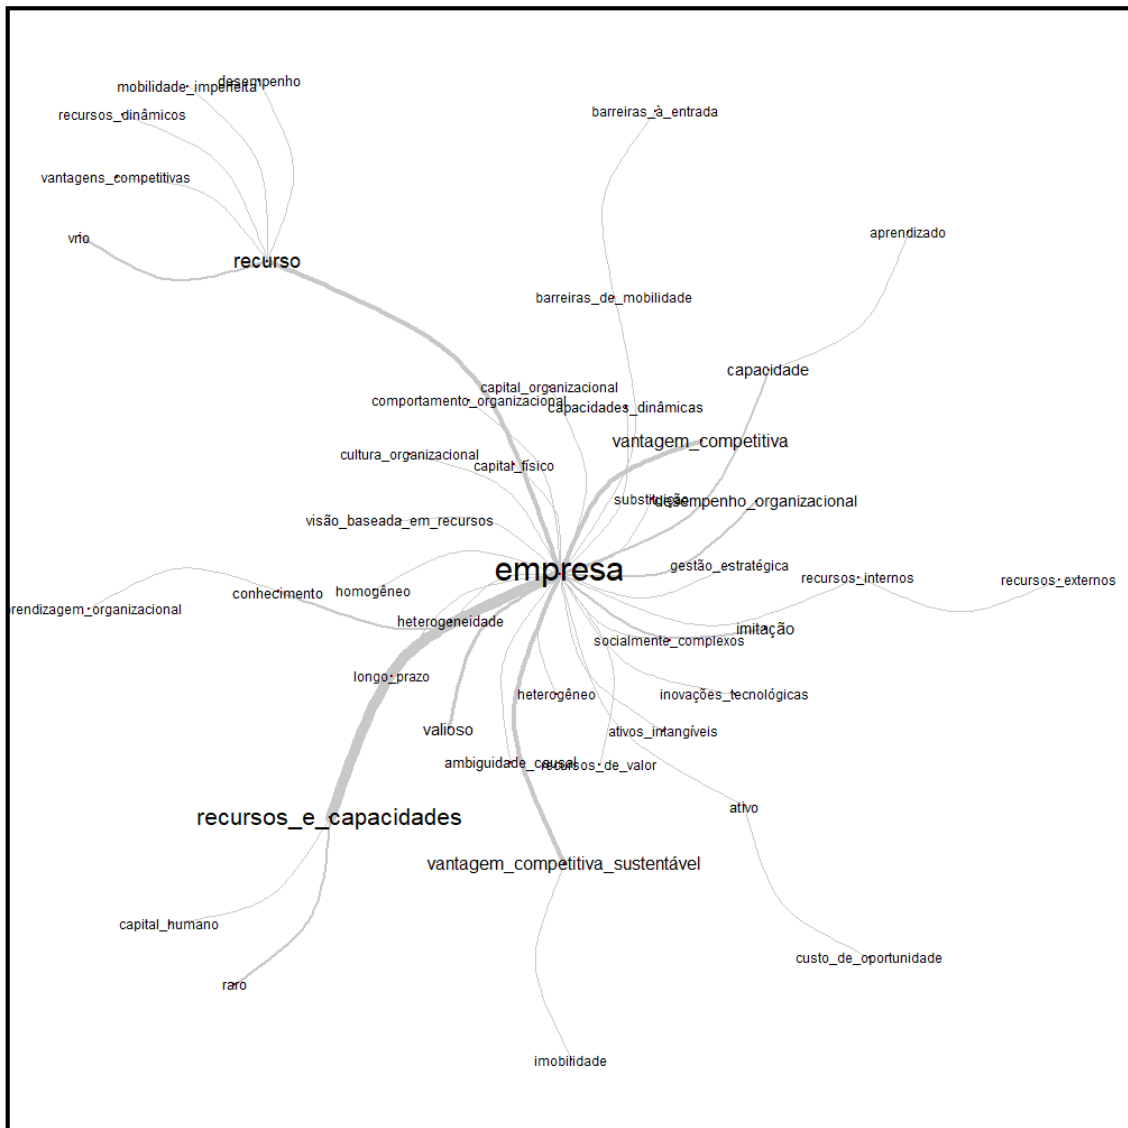 desempenho
mobilidade_imperfeita
recursos_dinâmicos
barreiras_à_entrada
vantagens_competitivas
vrio
aprendizado
recurso
barreiras_de_mobilidade
capacidade
capital_organizacional
comportamento_organizacional
capacidades_dinâmicas
vantagem_competitiva
cultura_organizacional
capital_físico
substituição
desempenho_organizacional
visão_baseada_em_recursos
gestão_estratégica
empresa
recursos_internos
recursos_externos
homogêneo
conhecimento
prendizagem_organizacional
heterogeneidade
imitação
socialmente_complexos
longo_prazo
heterogêneo
inovações_tecnológicas
valioso
ativos_intangíveis
ambiguidade_causal
recursos_de_valor
ativo
recursos_e_capacidades
vantagem_competitiva_sustentável
capital_humano
custo_de_oportunidade
raro
imobilidade